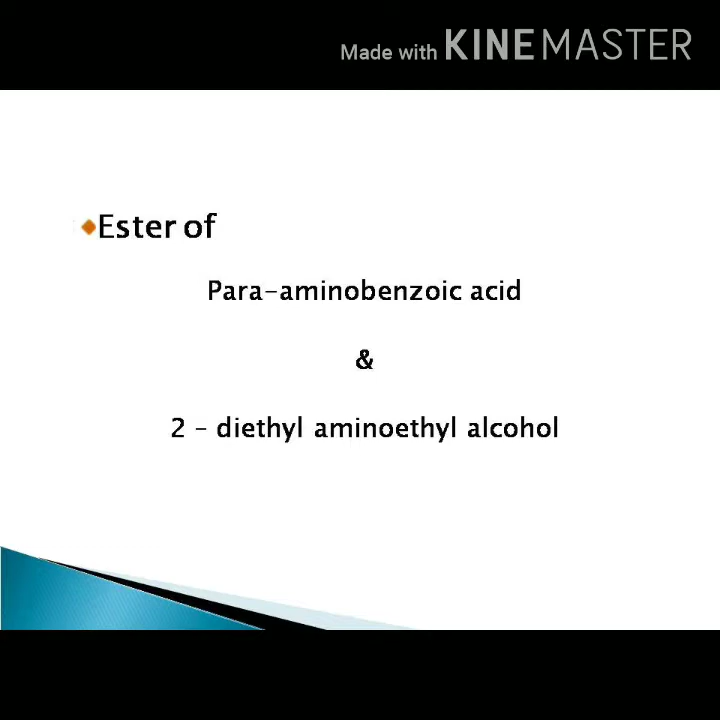 Made with KINEMASTER
Ester of
Para-aminobenzoic acid
&
2 - diethyl aminoethyl alcohol